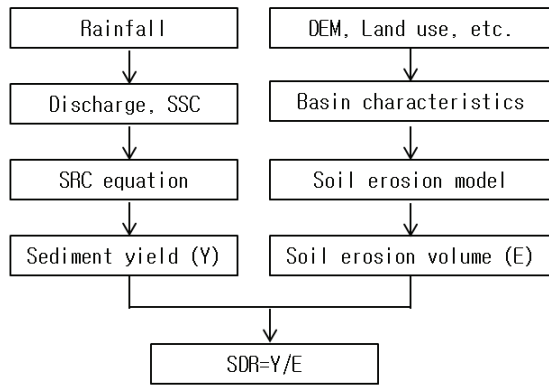 Rainfall
DEM, Land use, etc.
Discharge, SSC
Basin characteristics
SRC equation
Soil erosion model
Sediment yield (Y)
Soil erosion volume (E)
SDR=Y/E